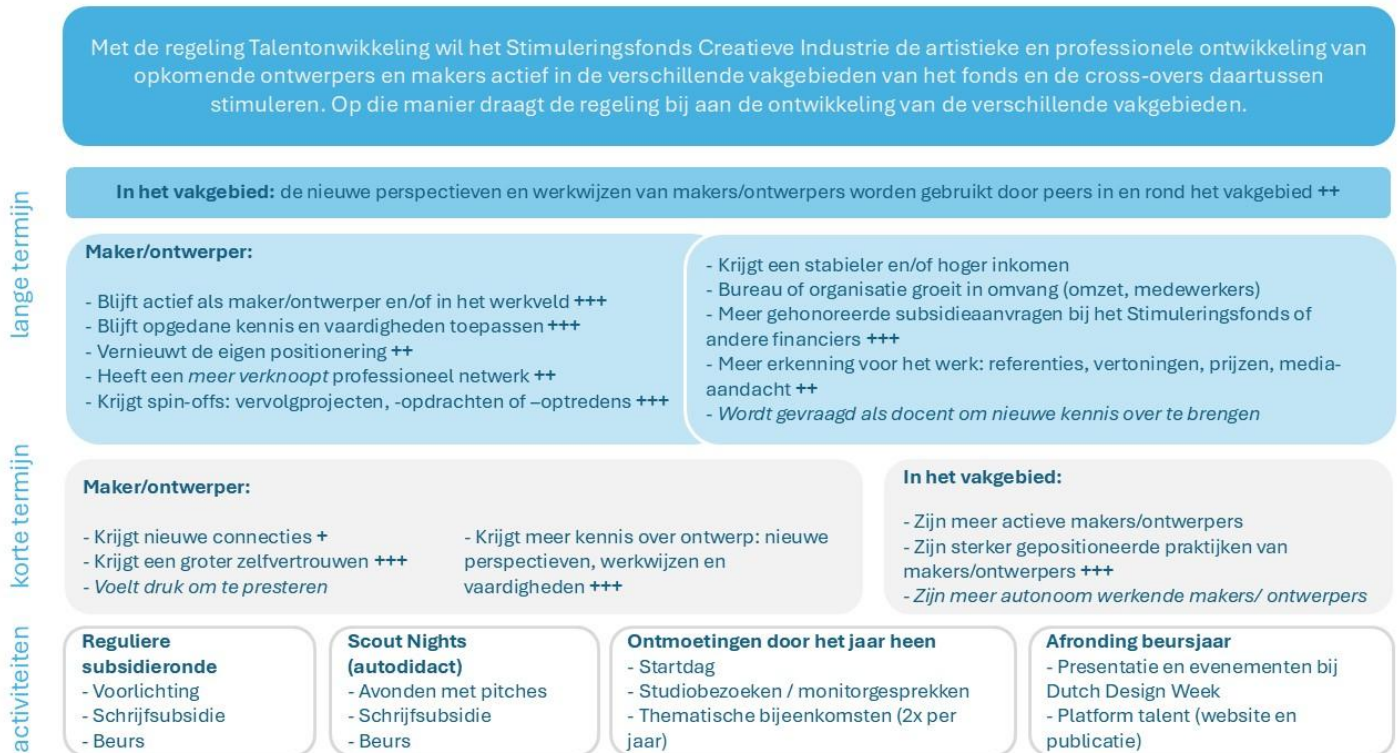 Met de regeling Talentonwikkeling wil het Stimuleringsfonds Creatieve Industrie de artistieke en professionele ontwikkeling van
opkomende ontwerpers en makers actief in de verschillende vakgebieden van het fonds en de cross-overs daartussen
stimuleren. Op die manier draagt de regeling bij aan de ontwikkeling van de verschillende vakgebieden.
lange termijn
In het vakgebied: de nieuwe perspectieven en werkwijzen van makers/ontwerpers worden gebruikt door peers in en rond het vakgebied ++
Maker/ontwerper:
- Blijft actief als maker/ontwerper en/of in het werkveld +++
- Blijft opgedane kennis en vaardigheden toepassen +++
- Vernieuwt de eigen positionering ++
- Heeft een meer verknoopt professioneel netwerk ++
- Krijgt spin-offs: vervolgprojecten, -opdrachten of –optredens +++
- Krijgt een stabieler en/of hoger inkomen
- Bureau of organisatie groeit in omvang (omzet, medewerkers)
- Meer gehonoreerde subsidieaanvragen bij het Stimuleringsfonds of
andere financiers +++
- Meer erkenning voor het werk: referenties, vertoningen, prijzen, media-
aandacht ++
- Wordt gevraagd als docent om nieuwe kennis over te brengen
korte termijn
Maker/ontwerper:
- Krijgt nieuwe connecties +
- Krijgt een groter zelfvertrouwen +++
- Voelt druk om te presteren
- Krijgt meer kennis over ontwerp: nieuwe
perspectieven, werkwijzen en
vaardigheden +++
In het vakgebied:
- Zijn meer actieve makers/ontwerpers
- Zijn sterker gepositioneerde praktijken van
makers/ontwerpers +++
- Zijn meer autonoom werkende makers/ ontwerpers
activiteiten
Reguliere
subsidieronde
- Voorlichting
- Schrijfsubsidie
- Beurs
Scout Nights
(autodidact)
- Avonden met pitches
- Schrijfsubsidie
- Beurs
Ontmoetingen door het jaar heen
- Startdag
- Studiobezoeken / monitorgesprekken
- Thematische bijeenkomsten (2x per
jaar)
Afronding beursjaar
- Presentatie en evenementen bij
Dutch Design Week
- Platform talent (website en
publicatie)